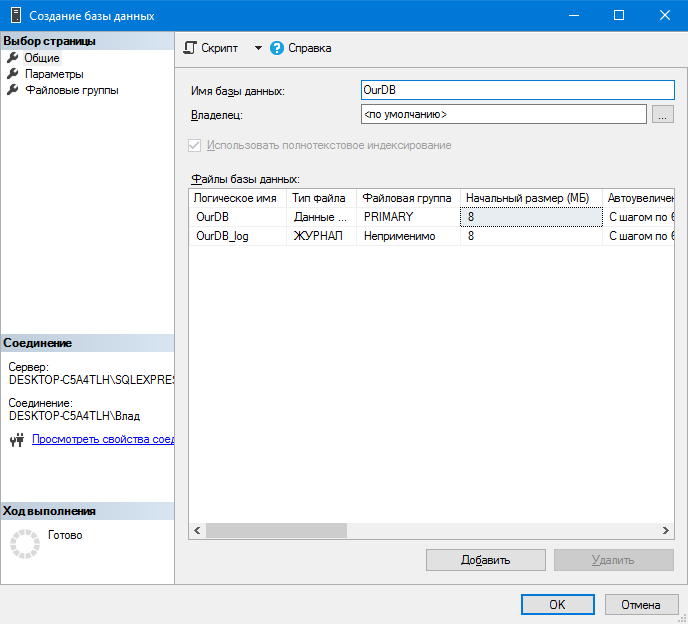 Создание базы данных
Выбор страницы
Общие
Параметры
Файловые группы
Скрипт
Справка
Имя базы данных: OurDB
Владелец: <по умолчанию> ...
Использовать полнотекстовое индексирование
Файлы базы данных:
Логическое имя Тип файла Файловая группа Начальный размер (МБ) Автоувеличен
OurDB Данные ... PRIMARY 8 С шагом по 6
OurDB_log ЖУРНАЛ Неприменимо 8 С шагом по 6
Соединение
Сервер:
DESKTOP-C5A4TLH\SQLEXPRES
Соединение:
DESKTOP-C5A4TLH\Влад
Просмотреть свойства соед
Ход выполнения
Готово
Добавить Удалить
OK Отмена